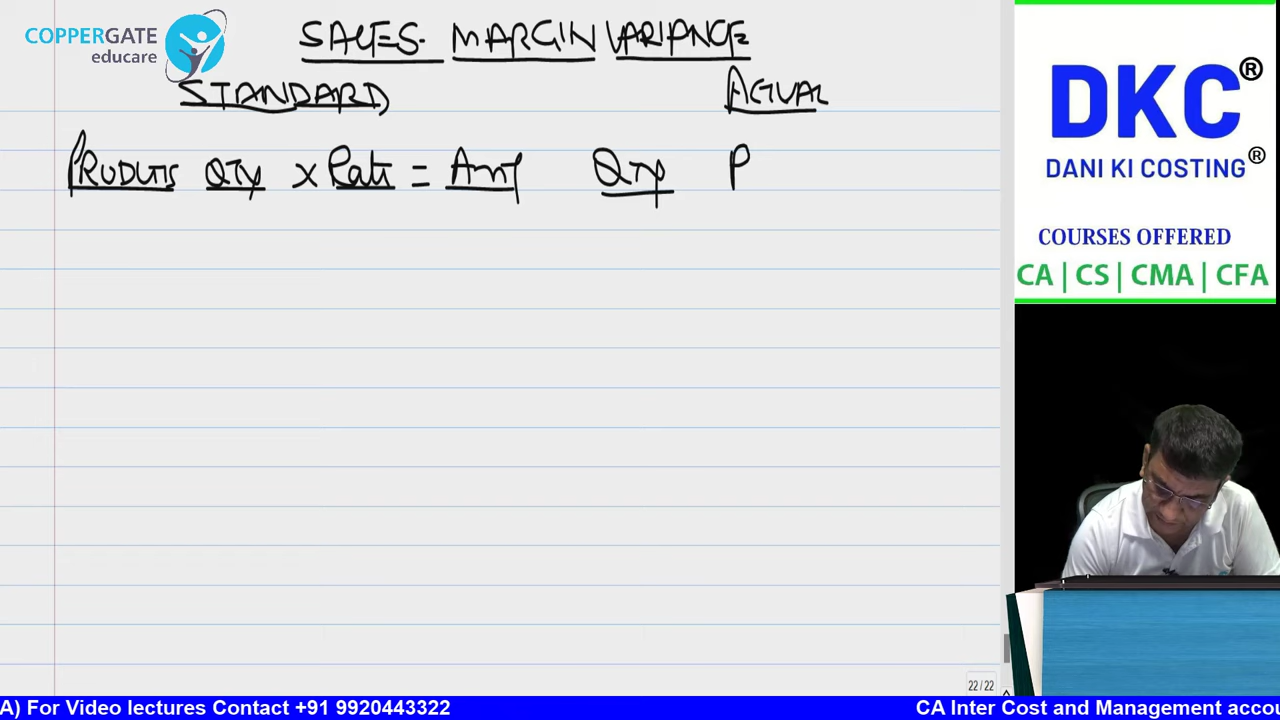 COPPERGATE
educare
SALES MARGIN VARIANCE
STANDARD ACTUAL
PRODUCTS QTY x Rate = Amt QTY P
DKC®
DANI KI COSTING®
COURSES OFFERED
CA | CS | CMA | CFA
22 / 22
A) For Video lectures Contact +91 9920443322 CA Inter Cost and Management accou